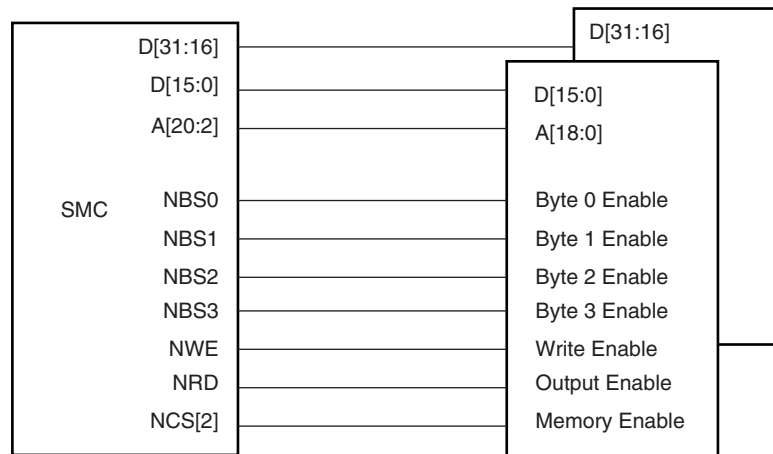 D[31:16] D[31:16]
D[15:0] D[15:0]
A[20:2] A[18:0]
SMC
NBS0 Byte 0 Enable
NBS1 Byte 1 Enable
NBS2 Byte 2 Enable
NBS3 Byte 3 Enable
NWE Write Enable
NRD Output Enable
NCS[2] Memory Enable